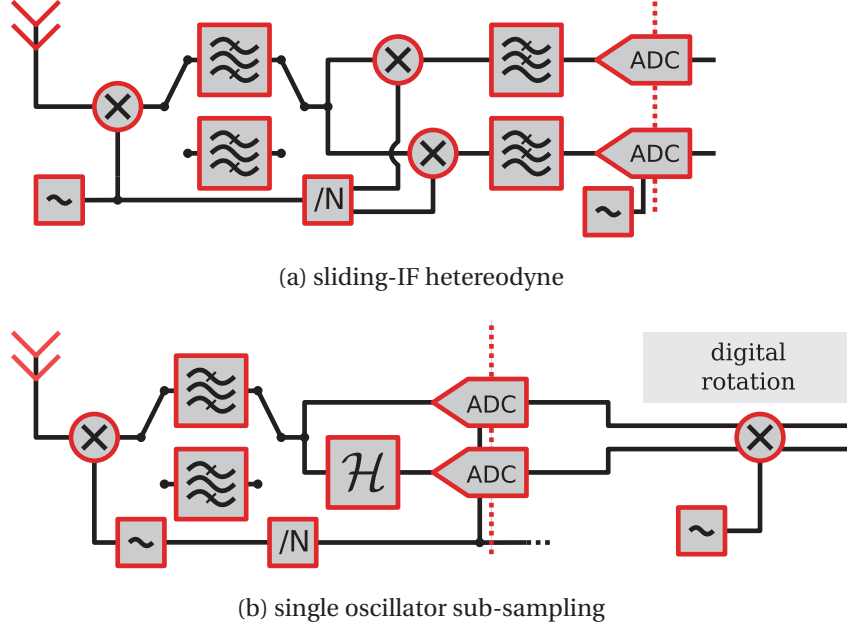 ADC
/N
ADC
(a) sliding-IF hetereodyne
digital
rotation
ADC
H
ADC
/N
(b) single oscillator sub-sampling